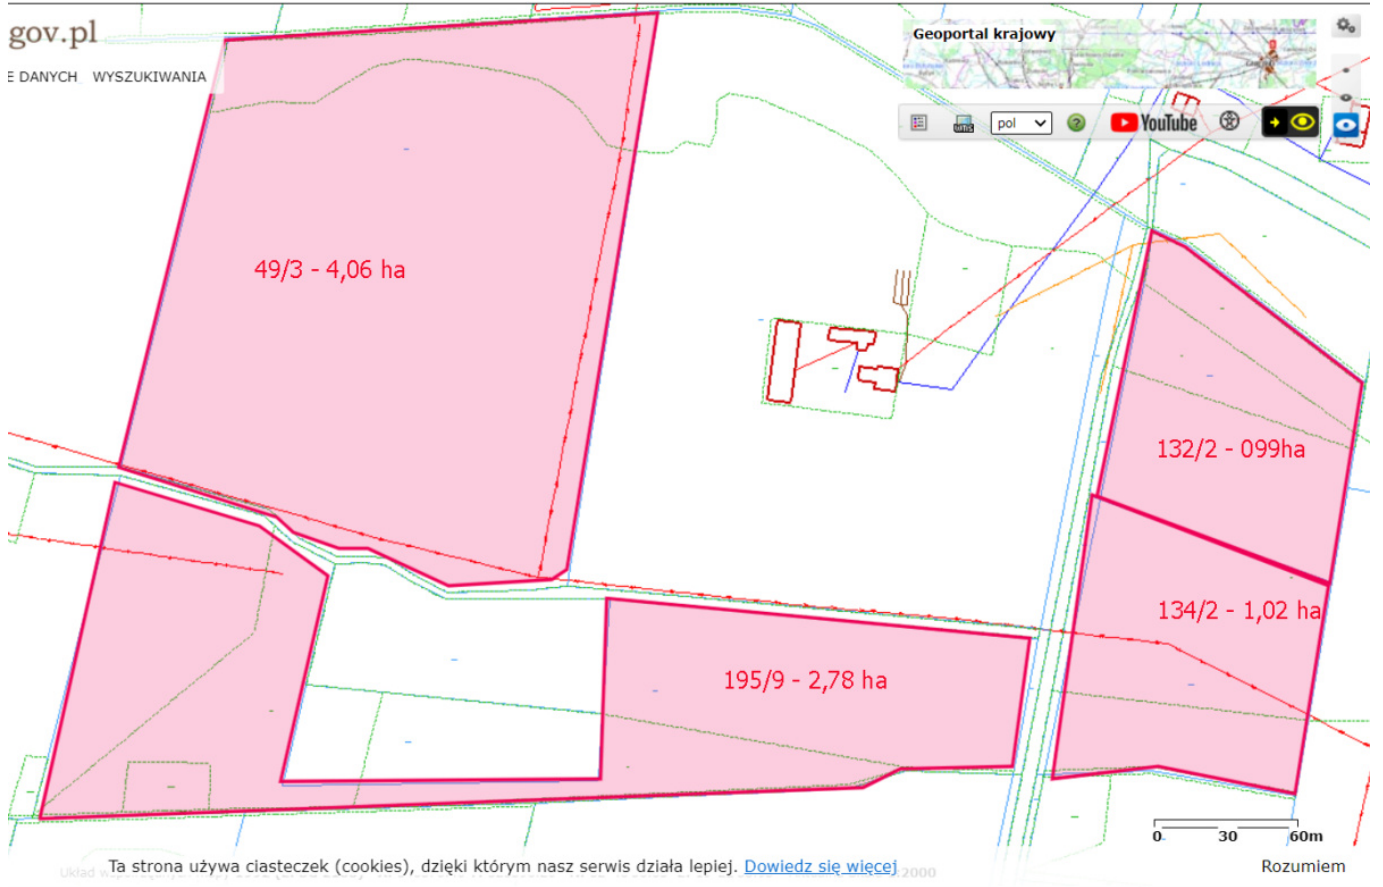 gov.pl
E DANYCH WYSZUKIWANIA
Geoportal krajowy
pol
YouTube
49/3 - 4,06 ha
132/2 - 099ha
134/2 - 1,02 ha
195/9 - 2,78 ha
0 30 60m
Ta strona używa ciasteczek (cookies), dzięki którym nasz serwis działa lepiej. Dowiedz się więcej
Rozumiem